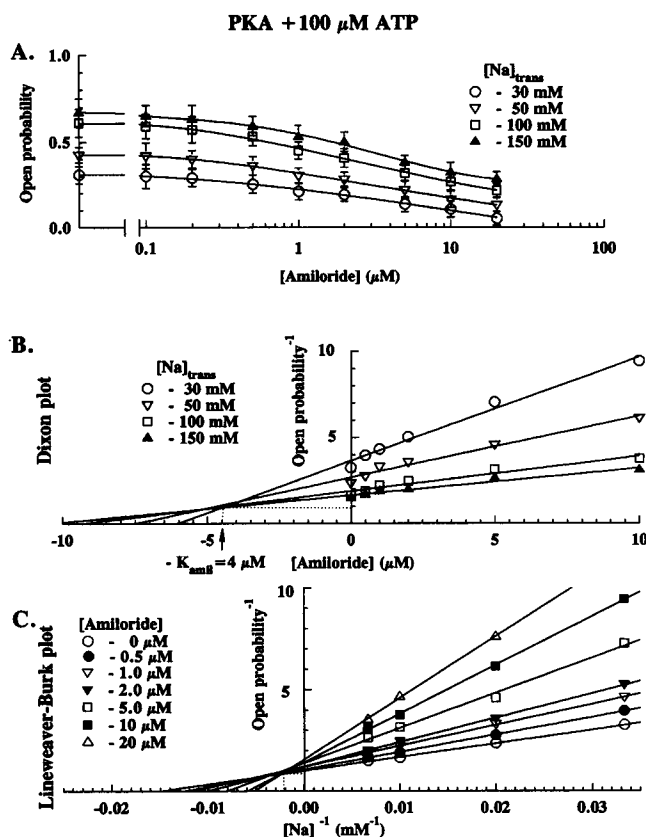 PKA + 100 µM ATP
A.
[Na]trans
- 30 mM
- 50 mM
- 100 mM
- 150 mM
Open probability
1.0
0.5
0.0
0.1
1
10
100
[Amiloride] (µM)
B.
Dixon plot
[Na]trans
- 30 mM
- 50 mM
- 100 mM
- 150 mM
Open probability-1
10
5
-10
-5
0
5
10
- Kamil=4 µM
[Amiloride] (µM)
C.
Lineweaver-Burk plot
[Amiloride]
- 0 µM
- 0.5 µM
- 1.0 µM
- 2.0 µM
- 5.0 µM
- 10 µM
- 20 µM
Open probability-1
10
5
-0.02
-0.01
0.00
0.01
0.02
0.03
[Na]-1 (mM-1)